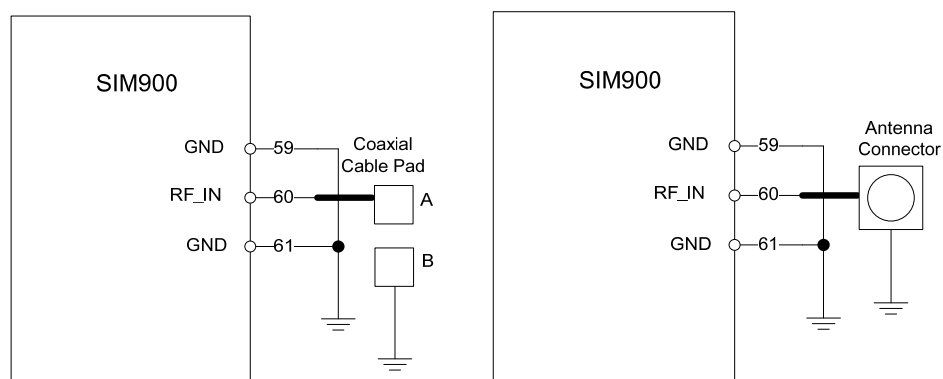 SIM900
GND
59
Coaxial
Cable Pad
RF_IN
60
A
GND
61
B
SIM900
GND
59
Antenna
Connector
RF_IN
60
GND
61